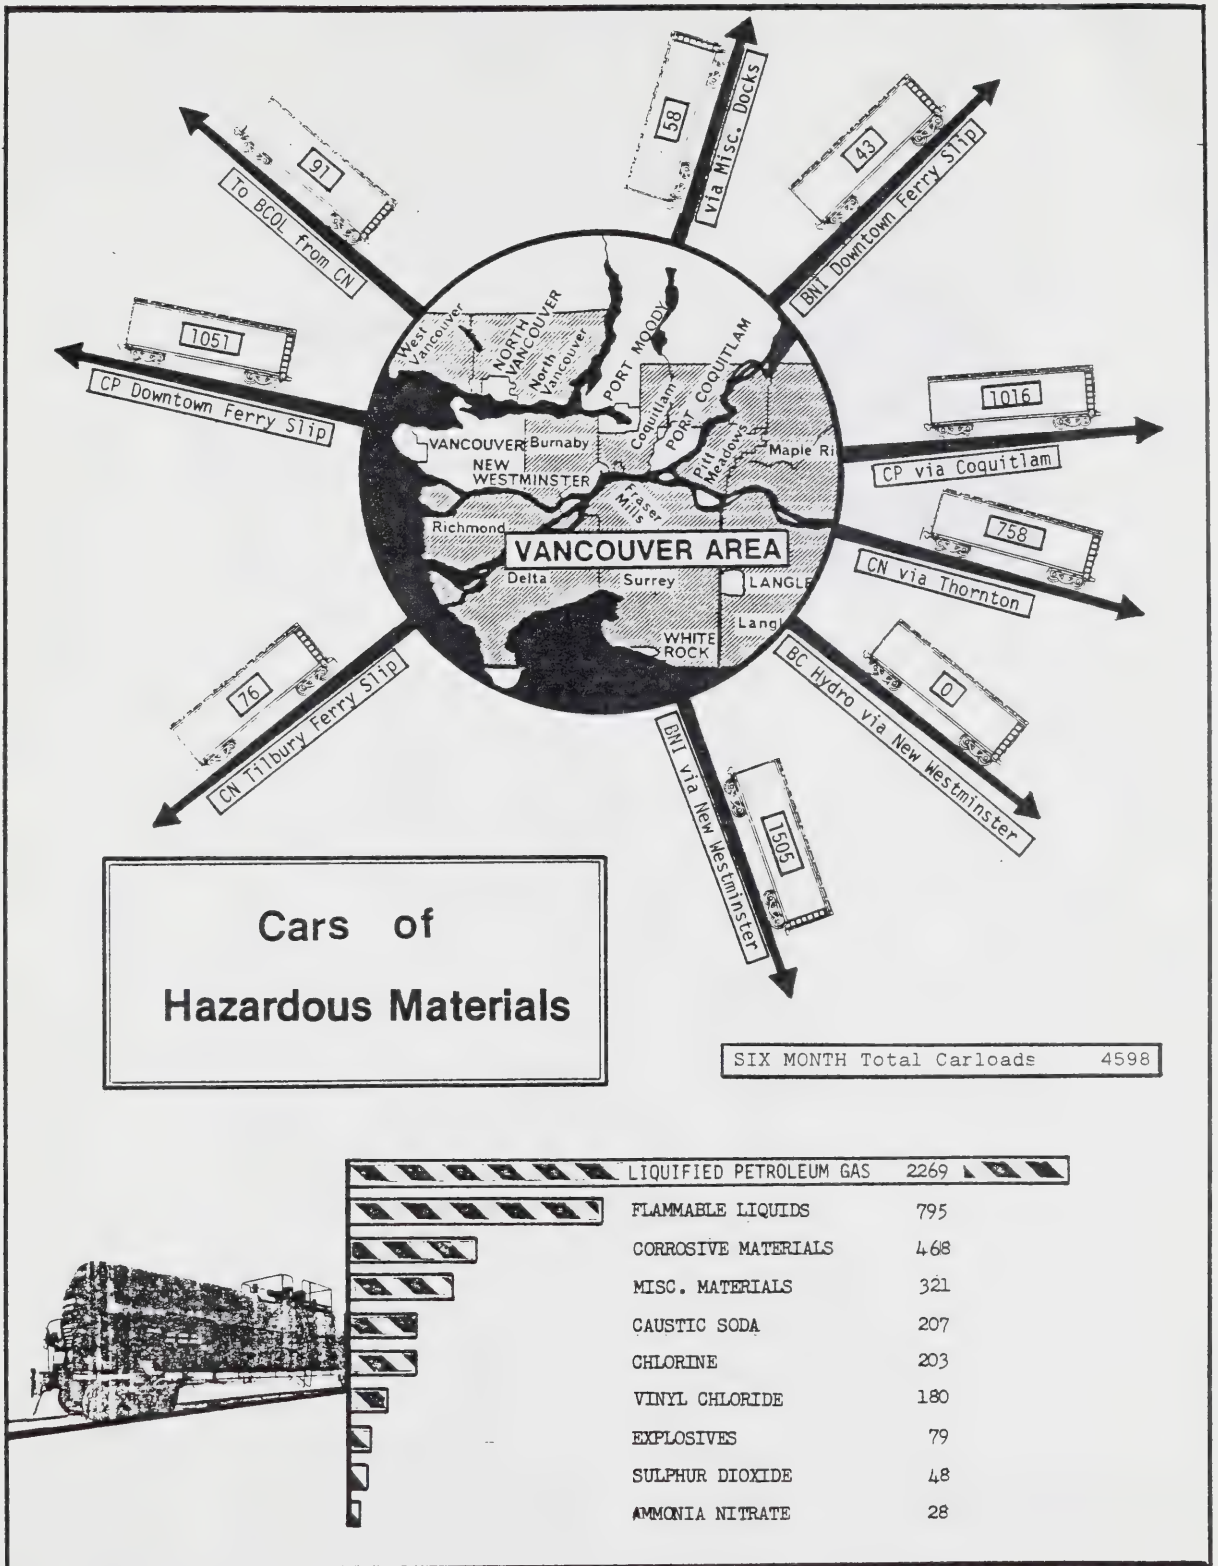 58
via Misc. Docks
43
BNI Downtown Ferry Slip
91
To BCOL from CN
1051
CP Downtown Ferry Slip
1016
CP via Coquitlam
758
CN via Thornton
0
BC Hydro via New Westminster
1505
BNI via New Westminster
76
CN Tilbury Ferry Slip
West
Vancouver
NORTH
VANCOUVER
North
Vancouver
PORT MOODY
Coquitlam
PORT COQUITLAM
Pitt
Meadows
Maple Ri
VANCOUVER
Burnaby
NEW
WESTMINSTER
Fraser
Mills
Richmond
VANCOUVER AREA
Delta
Surrey
LANGLE
Langl
WHITE
ROCK
Cars of
Hazardous Materials
SIX MONTH Total Carloads 4598
LIQUIFIED PETROLEUM GAS 2269
FLAMMABLE LIQUIDS 795
CORROSIVE MATERIALS 468
MISC. MATERIALS 321
CAUSTIC SODA 207
CHLORINE 203
VINYL CHLORIDE 180
EXPLOSIVES 79
SULPHUR DIOXIDE 48
AMMONIA NITRATE 28